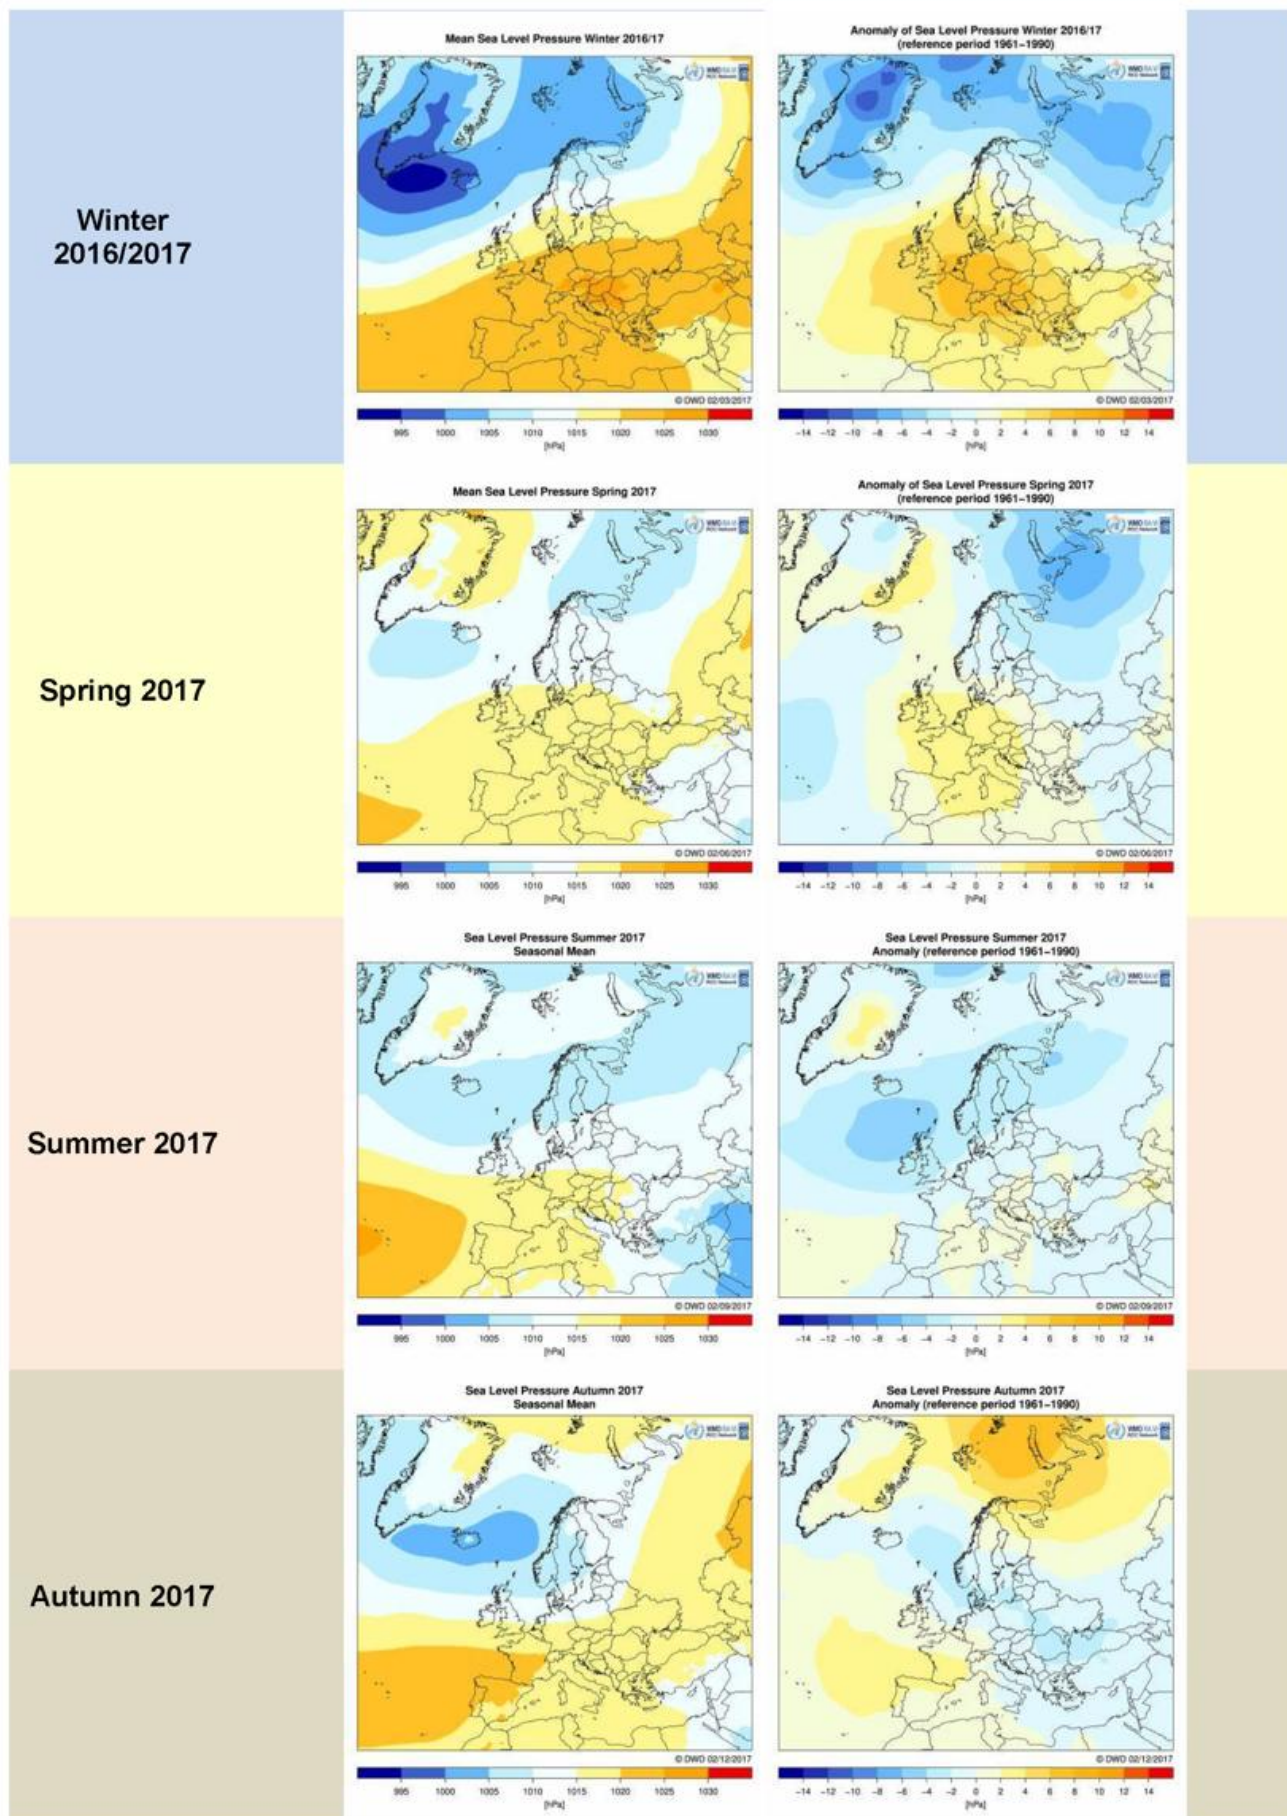 Winter
2016/2017
Mean Sea Level Pressure Winter 2016/17
© DWD 02/03/2017
995 1000 1005 1010 1015 1020 1030
[hPa]
Anomaly of Sea Level Pressure Winter 2016/17
(reference period 1961-1990)
© DWD 02/03/2017
-14 -12 -10 -8 -6 -4 -2 0 2 4 6 8 10 12 14
[hPa]
Spring 2017
Mean Sea Level Pressure Spring 2017
© DWD 02/06/2017
995 1000 1005 1010 1015 1020 1030
[hPa]
Anomaly of Sea Level Pressure Spring 2017
(reference period 1961-1990)
© DWD 02/06/2017
-14 -12 -10 -8 -6 -4 -2 0 2 4 6 8 10 12 14
[hPa]
Summer 2017
Sea Level Pressure Summer 2017
Seasonal Mean
© DWD 02/09/2017
995 1000 1005 1010 1015 1020 1030
[hPa]
Sea Level Pressure Summer 2017
Anomaly (reference period 1961-1990)
© DWD 02/09/2017
-14 -12 -10 -8 -6 -4 -2 0 2 4 6 8 10 12 14
[hPa]
Autumn 2017
Sea Level Pressure Autumn 2017
Seasonal Mean
© DWD 02/12/2017
995 1000 1005 1010 1015 1020 1030
[hPa]
Sea Level Pressure Autumn 2017
Anomaly (reference period 1961-1990)
© DWD 02/12/2017
-14 -12 -10 -8 -6 -4 -2 0 2 4 6 8 10 12 14
[hPa]